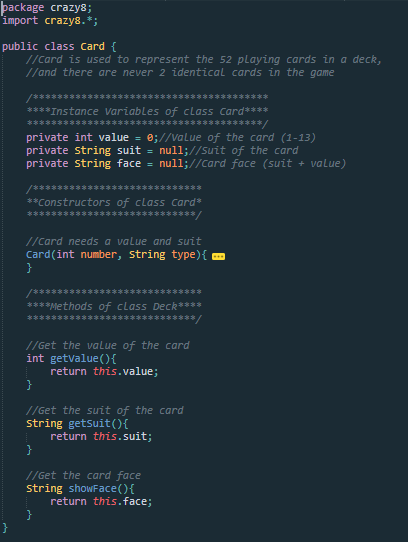 package crazy8;
import crazy8.*;

public class Card {
    //Card is used to represent the 52 playing cards in a deck,
    //and there are never 2 identical cards in the game

    /***************************************
    ****Instance Variables of class Card****
    ***************************************/
    private int value = 0;//Value of the card (1-13)
    private String suit = null;//Suit of the card
    private String face = null;//Card face (suit + value)

    /****************************
    **Constructors of class Card*
    ****************************/

    //Card needs a value and suit
    Card(int number, String type){ ...
    }

    /****************************
    ****Methods of class Deck****
    ****************************/

    //Get the value of the card
    int getValue(){
        return this.value;
    }

    //Get the suit of the card
    String getSuit(){
        return this.suit;
    }

    //Get the card face
    String showFace(){
        return this.face;
    }
}